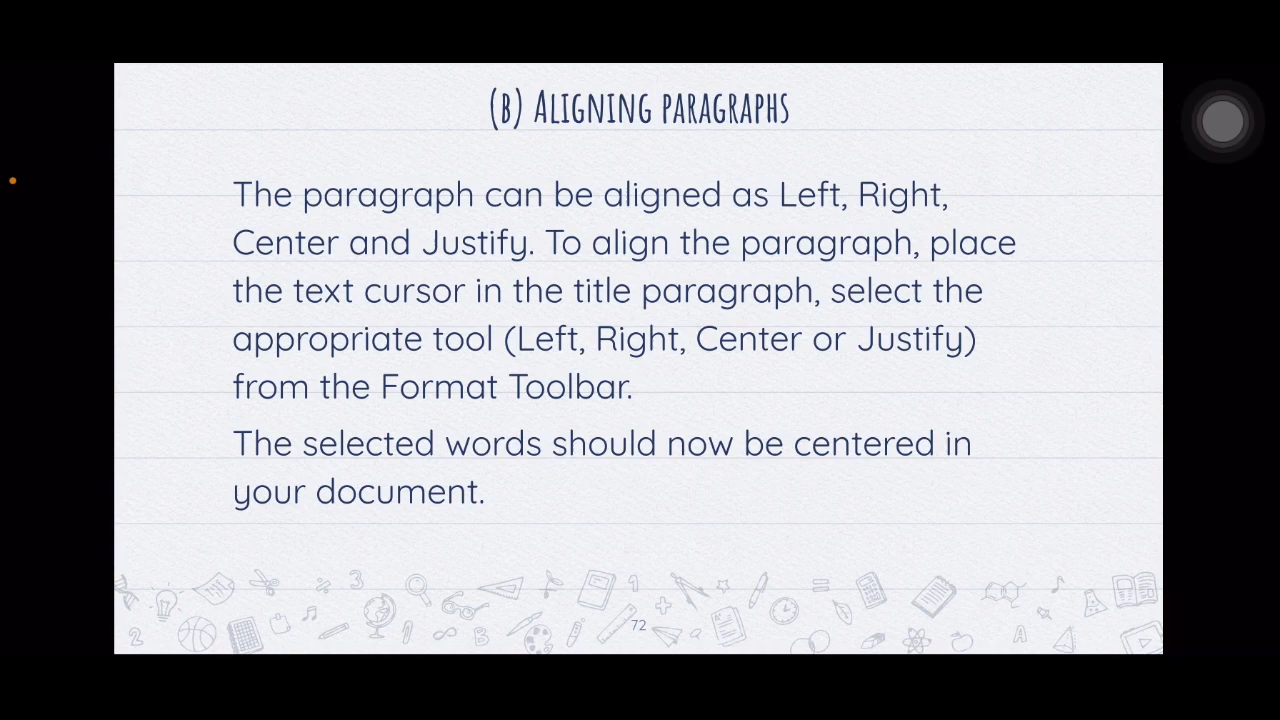 (B) Aligning paragraphs
The paragraph can be aligned as Left, Right,
Center and Justify. To align the paragraph, place
the text cursor in the title paragraph, select the
appropriate tool (Left, Right, Center or Justify)
from the Format Toolbar.
The selected words should now be centered in
your document.
72